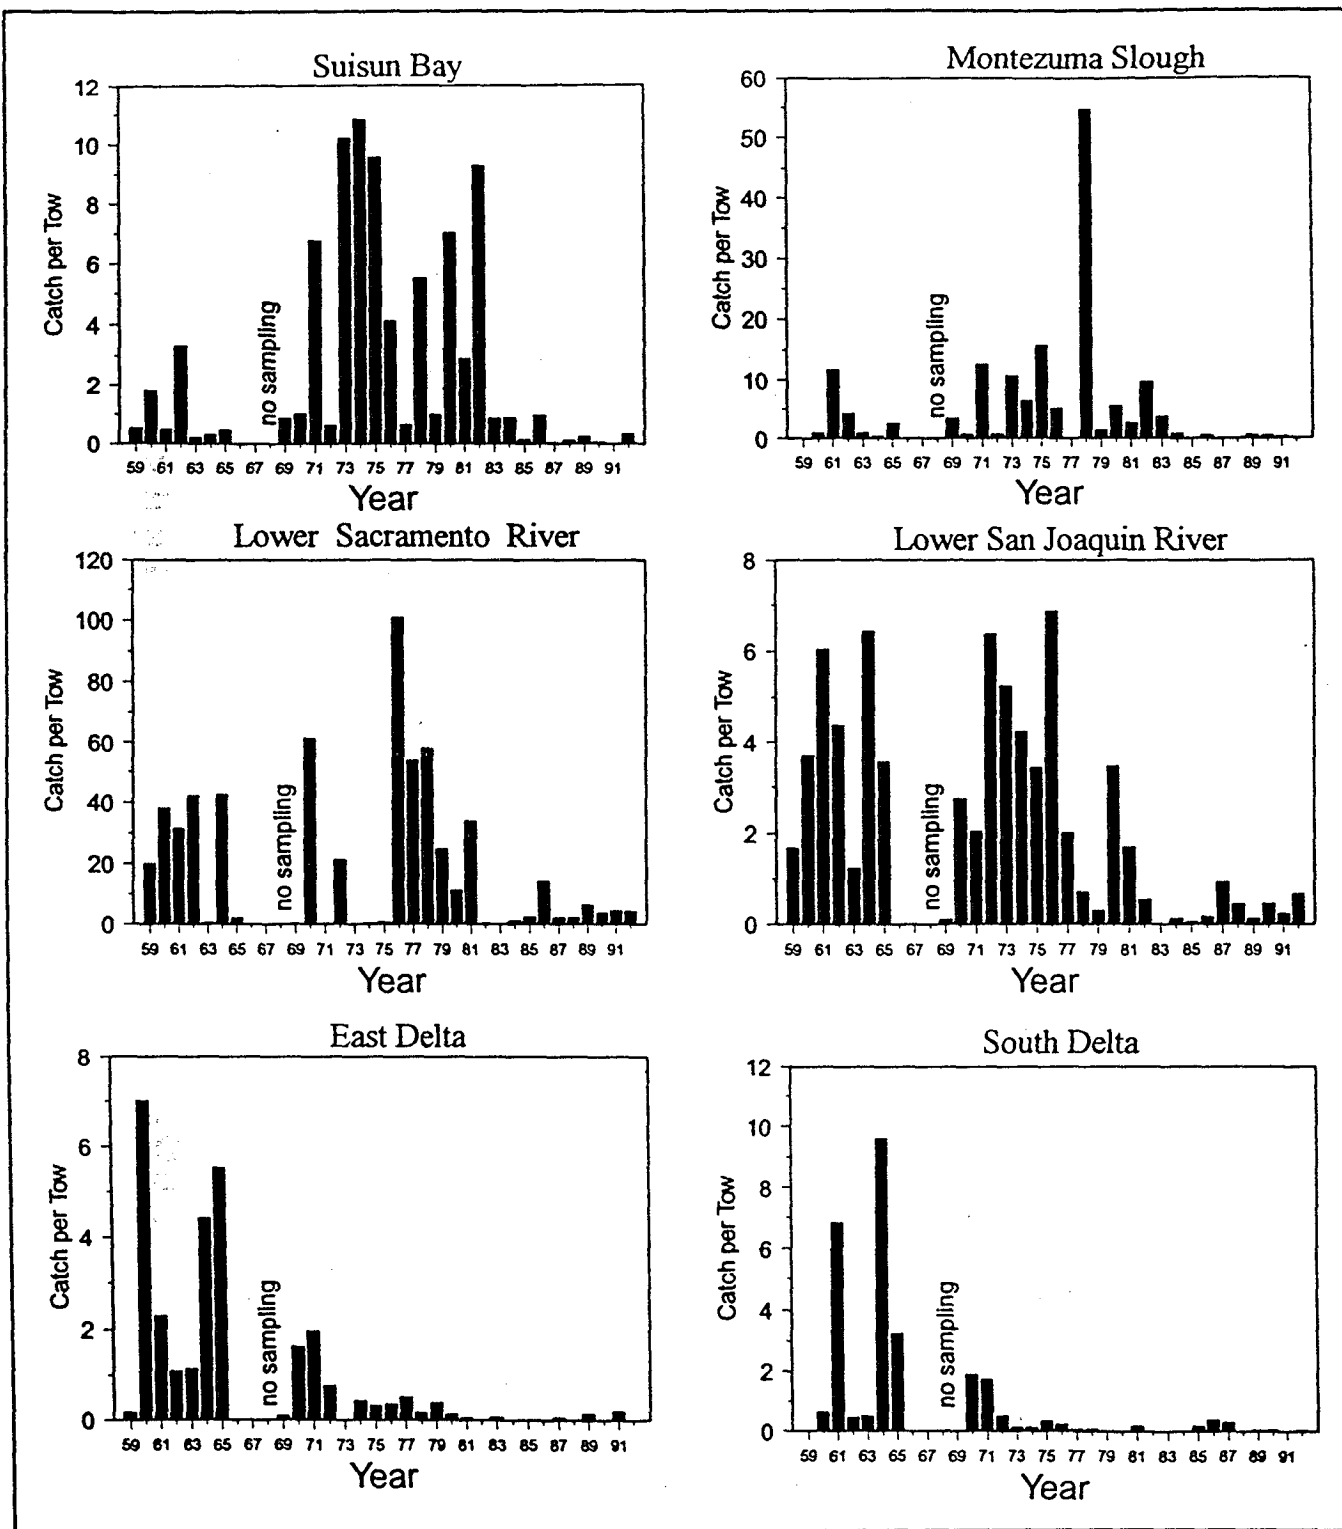 Suisun Bay
12
10
8
6
4
2
0
Catch per Tow
no sampling
59 61 63 65 67 69 71 73 75 77 79 81 83 85 87 89 91
Year
Montezuma Slough
60
50
40
30
20
10
0
Catch per Tow
no sampling
59 61 63 65 67 69 71 73 75 77 79 81 83 85 87 89 91
Year
Lower Sacramento River
120
100
80
60
40
20
0
Catch per Tow
no sampling
59 61 63 65 67 69 71 73 75 77 79 81 83 85 87 89 91
Year
Lower San Joaquin River
8
6
4
2
0
Catch per Tow
no sampling
59 61 63 65 67 69 71 73 75 77 79 81 83 85 87 89 91
Year
East Delta
8
6
4
2
0
Catch per Tow
no sampling
59 61 63 65 67 69 71 73 75 77 79 81 83 85 87 89 91
Year
South Delta
12
10
8
6
4
2
0
Catch per Tow
no sampling
59 61 63 65 67 69 71 73 75 77 79 81 83 85 87 89 91
Year